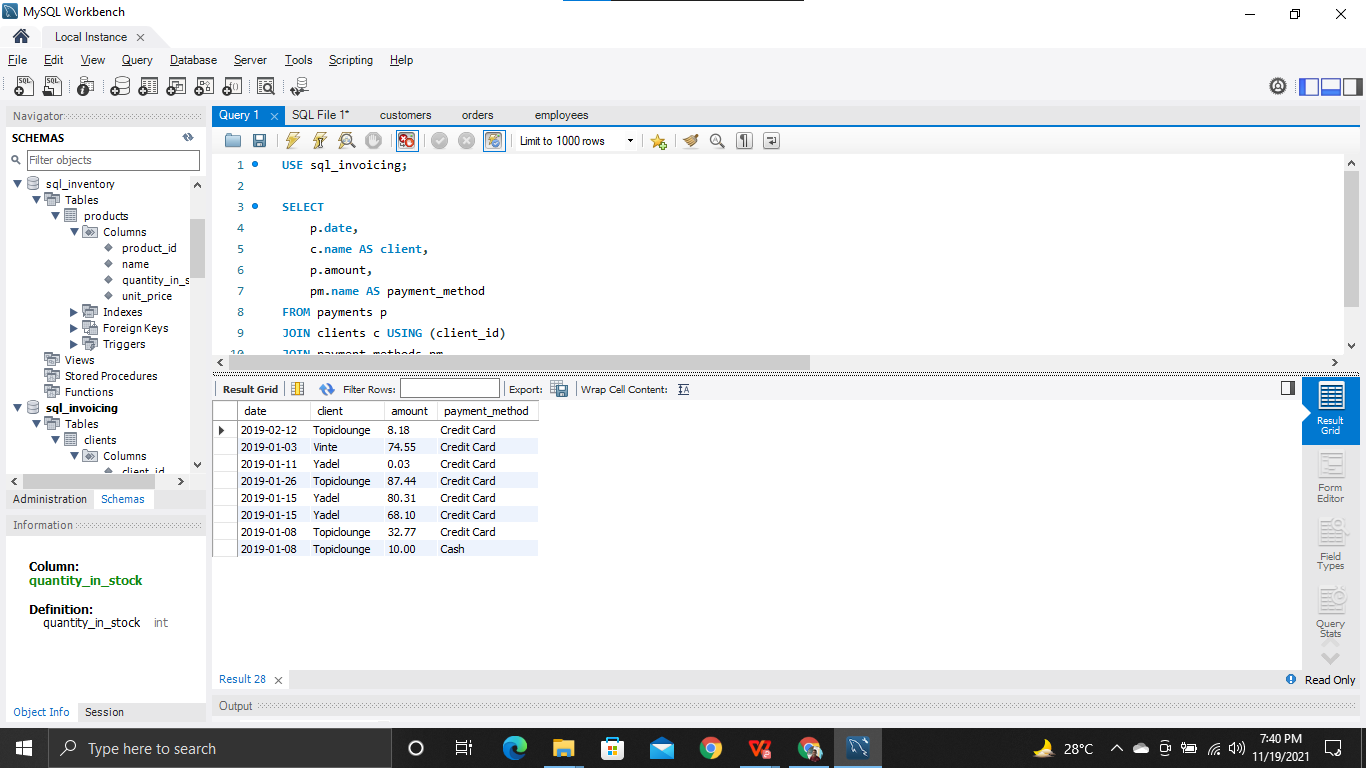 MySQL Workbench
Local Instance
File Edit View Query Database Server Tools Scripting Help
Navigator
SCHEMAS
Filter objects
sql_inventory
Tables
products
Columns
product_id
name
quantity_in_s
unit_price
Indexes
Foreign Keys
Triggers
Views
Stored Procedures
Functions
sql_invoicing
Tables
clients
Columns
client_id
Administration Schemas
Information
Column:
quantity_in_stock
Definition:
quantity_in_stock int
Object Info Session
Query 1 SQL File 1* customers orders employees
Limit to 1000 rows
1 USE sql_invoicing;
2
3 SELECT
4 p.date,
5 c.name AS client,
6 p.amount,
7 pm.name AS payment_method
8 FROM payments p
9 JOIN clients c USING (client_id)
10 JOIN payment_methods pm
Result Grid Filter Rows: Export: Wrap Cell Content:
date client amount payment_method
2019-02-12 Topiclounge 8.18 Credit Card
2019-01-03 Vinte 74.55 Credit Card
2019-01-11 Yadel 0.03 Credit Card
2019-01-26 Topiclounge 87.44 Credit Card
2019-01-15 Yadel 80.31 Credit Card
2019-01-15 Yadel 68.10 Credit Card
2019-01-08 Topiclounge 32.77 Credit Card
2019-01-08 Topiclounge 10.00 Cash
Result
Grid
Form
Editor
Field
Types
Query
Stats
Result 28
Read Only
Output
Type here to search
28°C
7:40 PM
11/19/2021